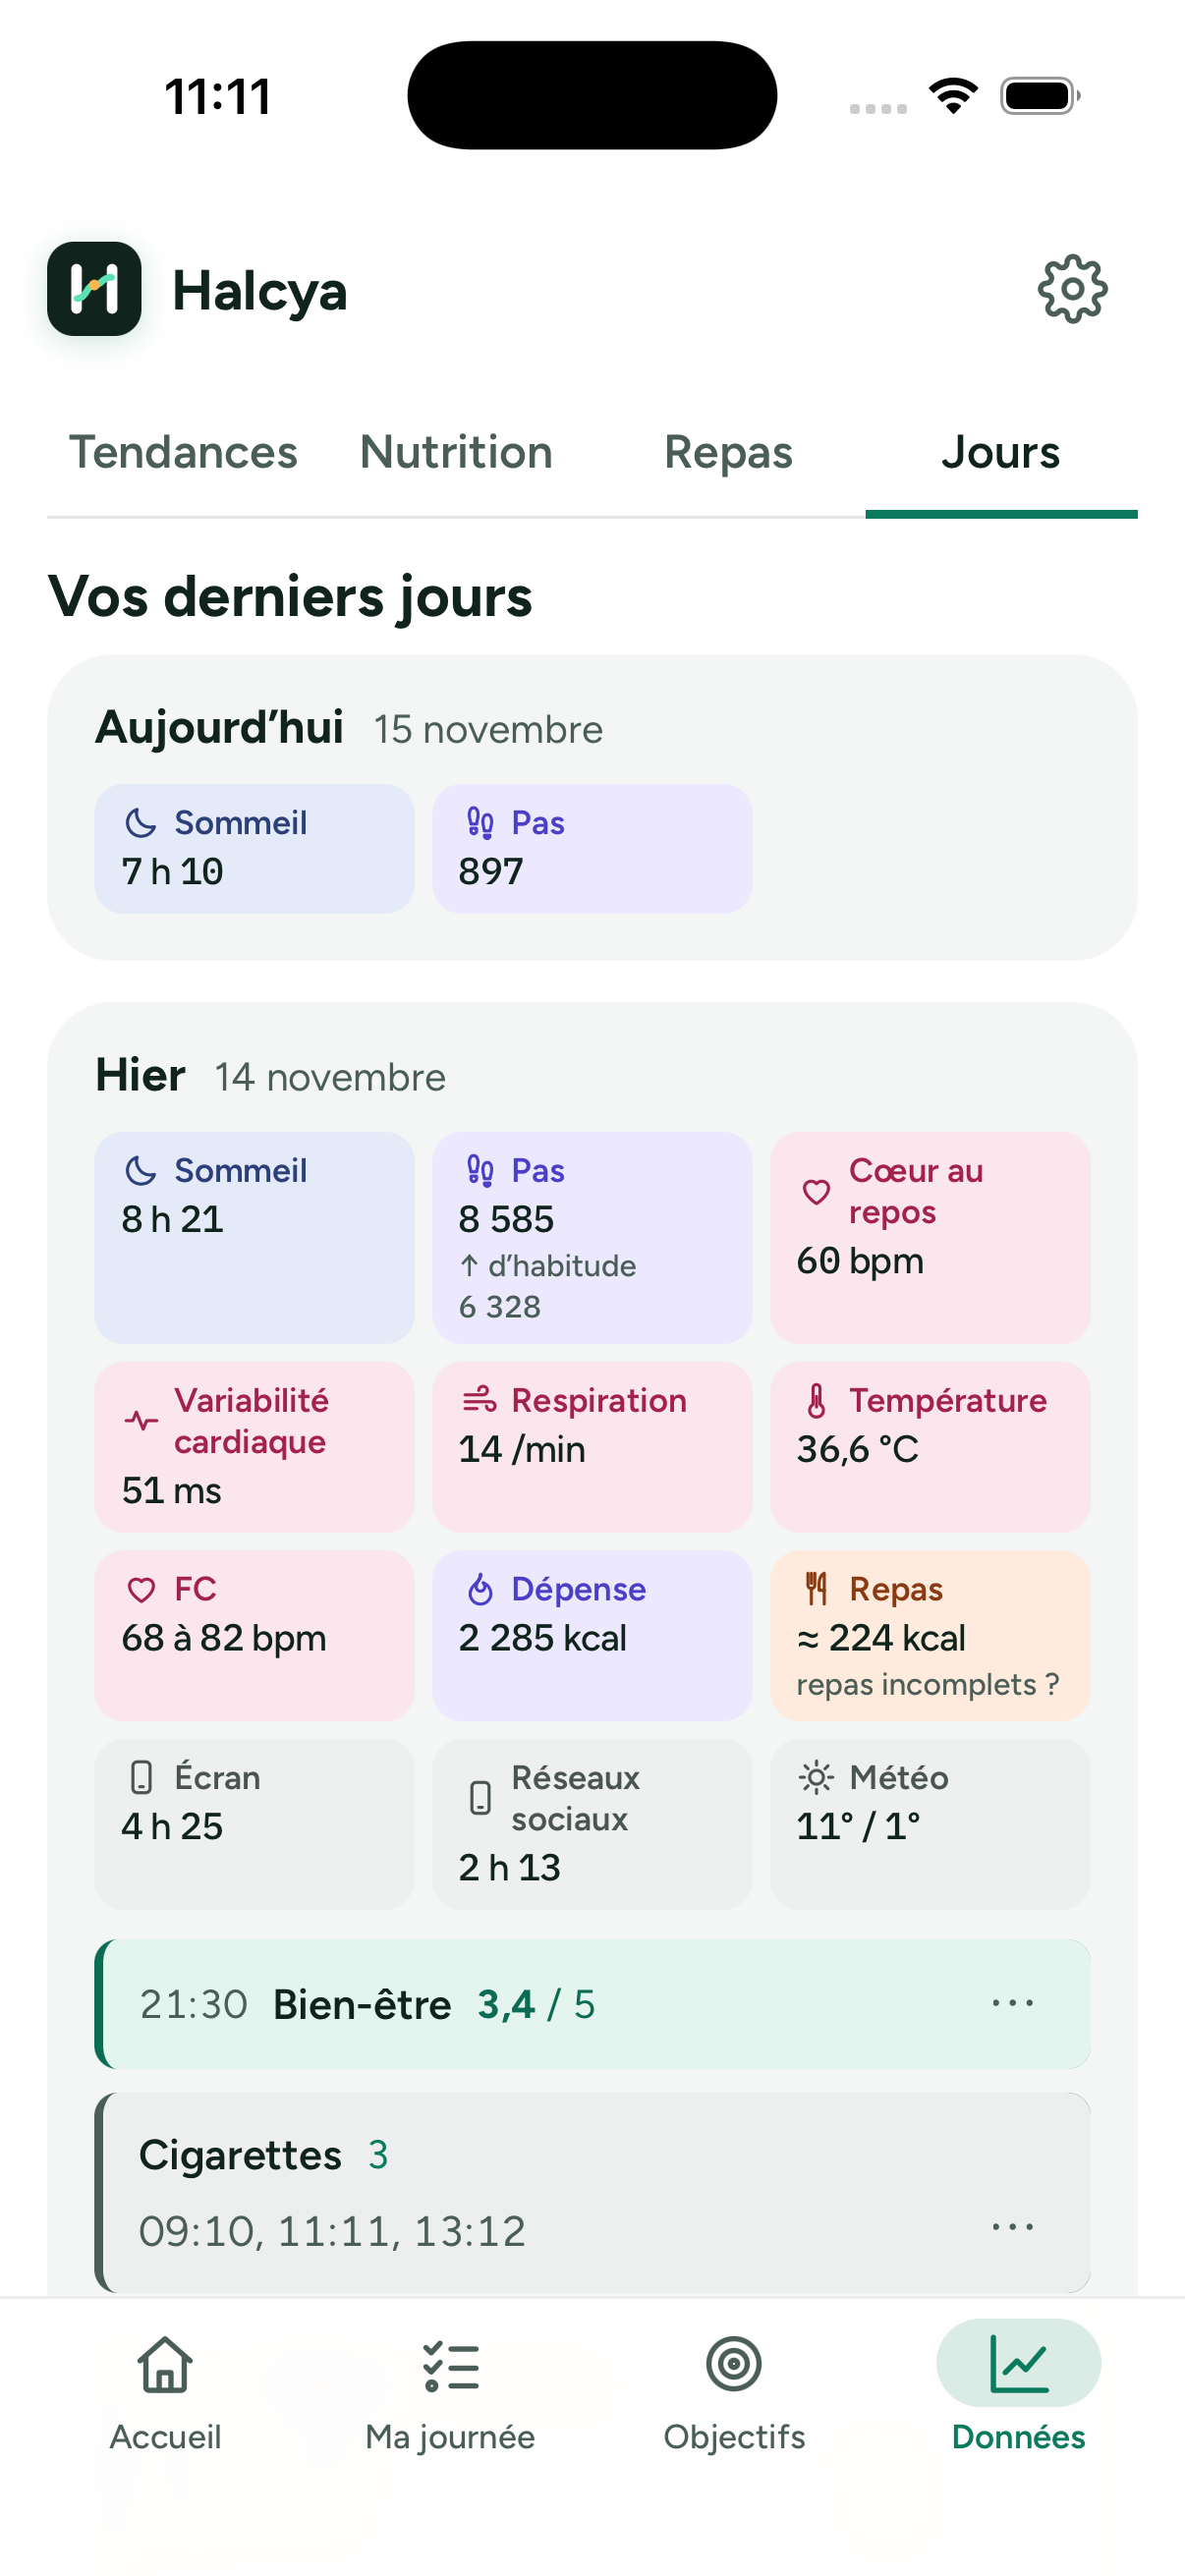 11:11
Halcya
Tendances Nutrition Repas Jours
Vos derniers jours
Aujourd’hui 15 novembre
Sommeil
7 h 10
Pas
897
Hier 14 novembre
Sommeil
8 h 21
Pas
8 585
↑ d’habitude
6 328
Cœur au
repos
60 bpm
Variabilité
cardiaque
51 ms
Respiration
14 /min
Température
36,6 °C
FC
68 à 82 bpm
Dépense
2 285 kcal
Repas
≈ 224 kcal
repas incomplets ?
Écran
4 h 25
Réseaux
sociaux
2 h 13
Météo
11° / 1°
21:30 Bien-être 3,4 / 5
Cigarettes 3
09:10, 11:11, 13:12
Accueil Ma journée Objectifs Données